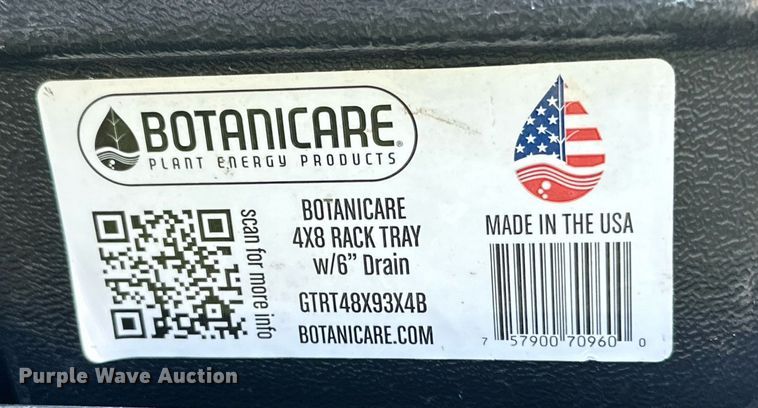 BOTANICARE®
PLANT ENERGY PRODUCTS
scan for more info
BOTANICARE
4X8 RACK TRAY
w/6” Drain
GTRT48X93X4B
BOTANICARE.COM
MADE IN THE USA
7 57900 70960 0
Purple Wave Auction